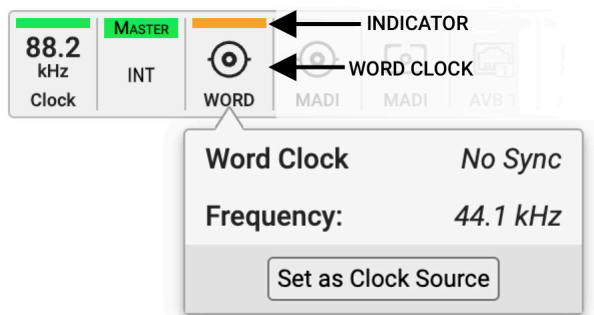 88.2
kHz
Clock
MASTER
INT
WORD
MADI
MADI
AVB 1
INDICATOR
WORD CLOCK
Word Clock No Sync
Frequency: 44.1 kHz
Set as Clock Source